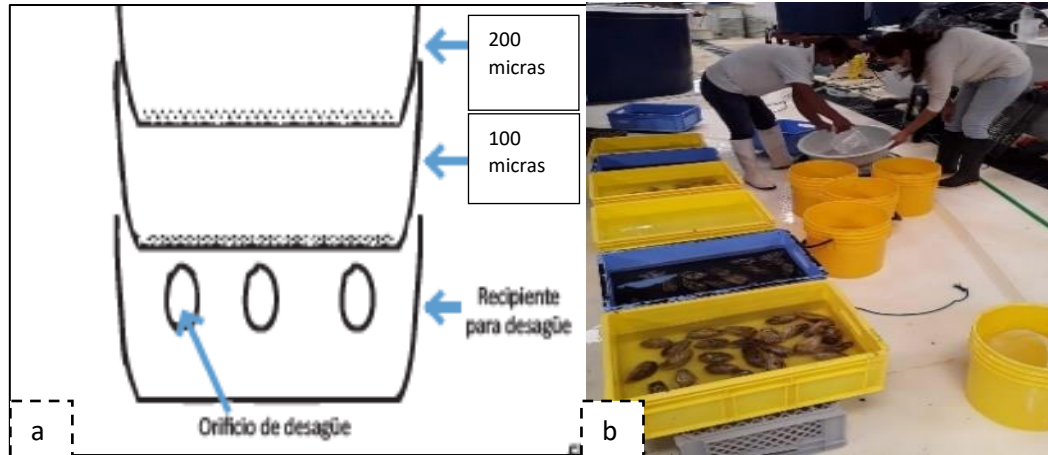 200
micras
100
micras
Recipiente
para desagüe
Orificio de desagüe
a
b